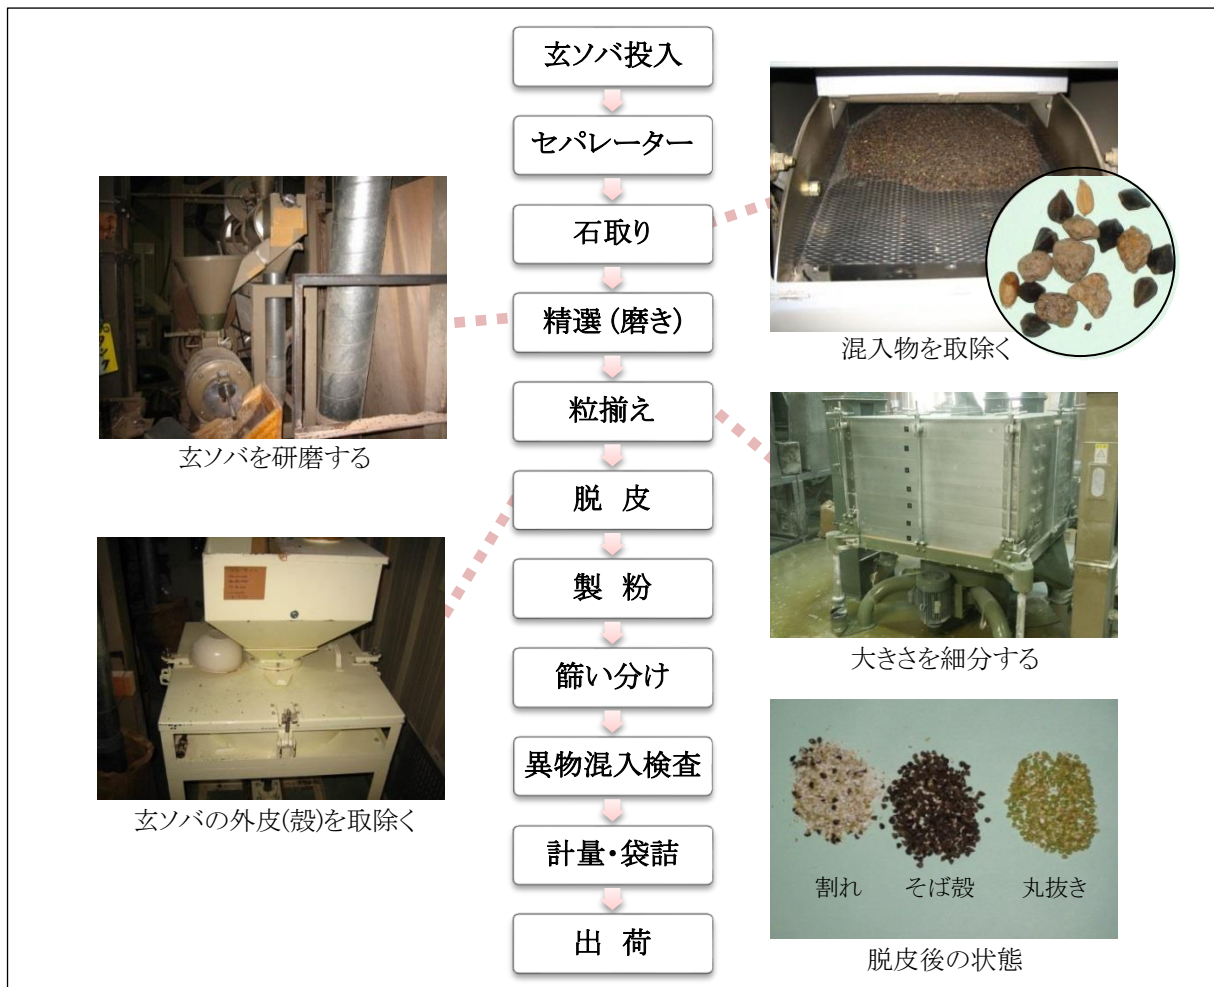 玄ソバ投入
セパレーター
石取り
精選（磨き）
粒揃え
脱 皮
製 粉
篩い分け
異物混入検査
計量・袋詰
出 荷
玄ソバを研磨する
玄ソバの外皮(殻)を取除く
混入物を取除く
大きさを細分する
割れ
そば殻
丸抜き
脱皮後の状態